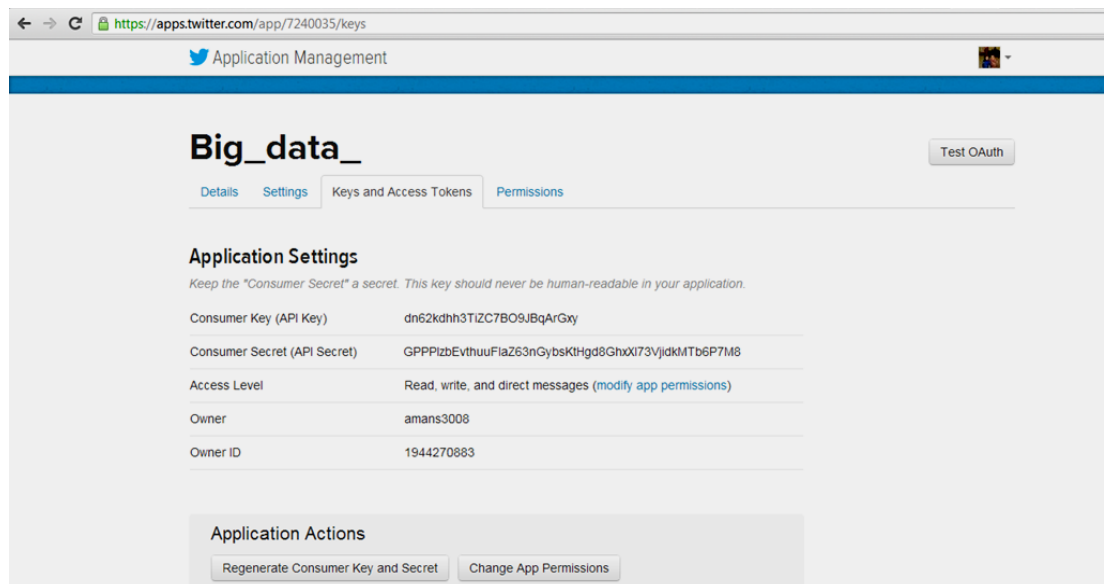 https://apps.twitter.com/app/7240035/keys
Application Management
Big_data_
Test OAuth
Details Settings Keys and Access Tokens Permissions
Application Settings
Keep the "Consumer Secret" a secret. This key should never be human-readable in your application.
Consumer Key (API Key) dn62kdhh3TiZC7BO9JBqArGxy
Consumer Secret (API Secret)
Access Level Read, write, and direct messages (modify app permissions)
Owner amans3008
Owner ID 1944270883
Application Actions
Regenerate Consumer Key and Secret Change App Permissions